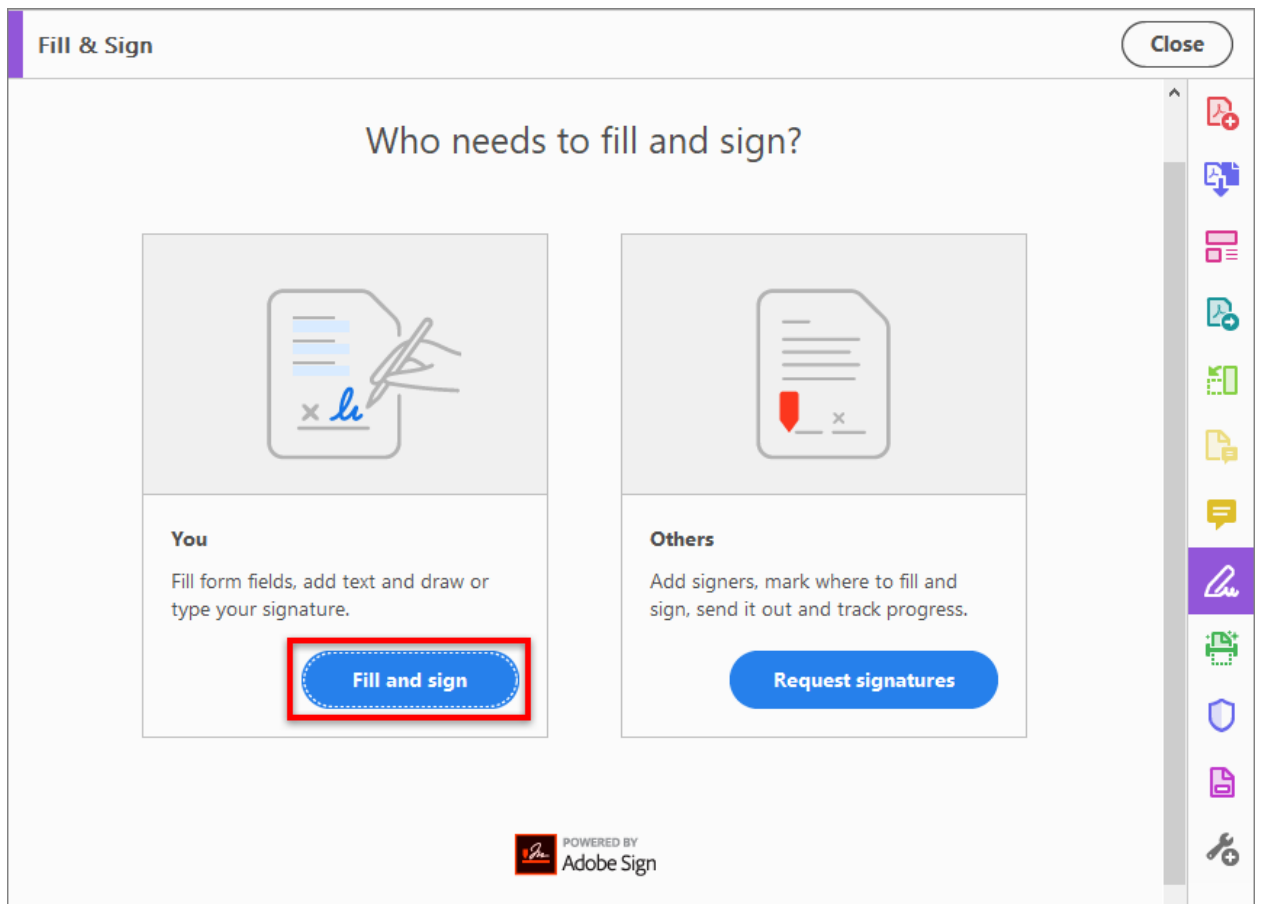 Fill & Sign
Close
Who needs to fill and sign?
You
Fill form fields, add text and draw or
type your signature.
Fill and sign
Others
Add signers, mark where to fill and
sign, send it out and track progress.
Request signatures
POWERED BY
Adobe Sign